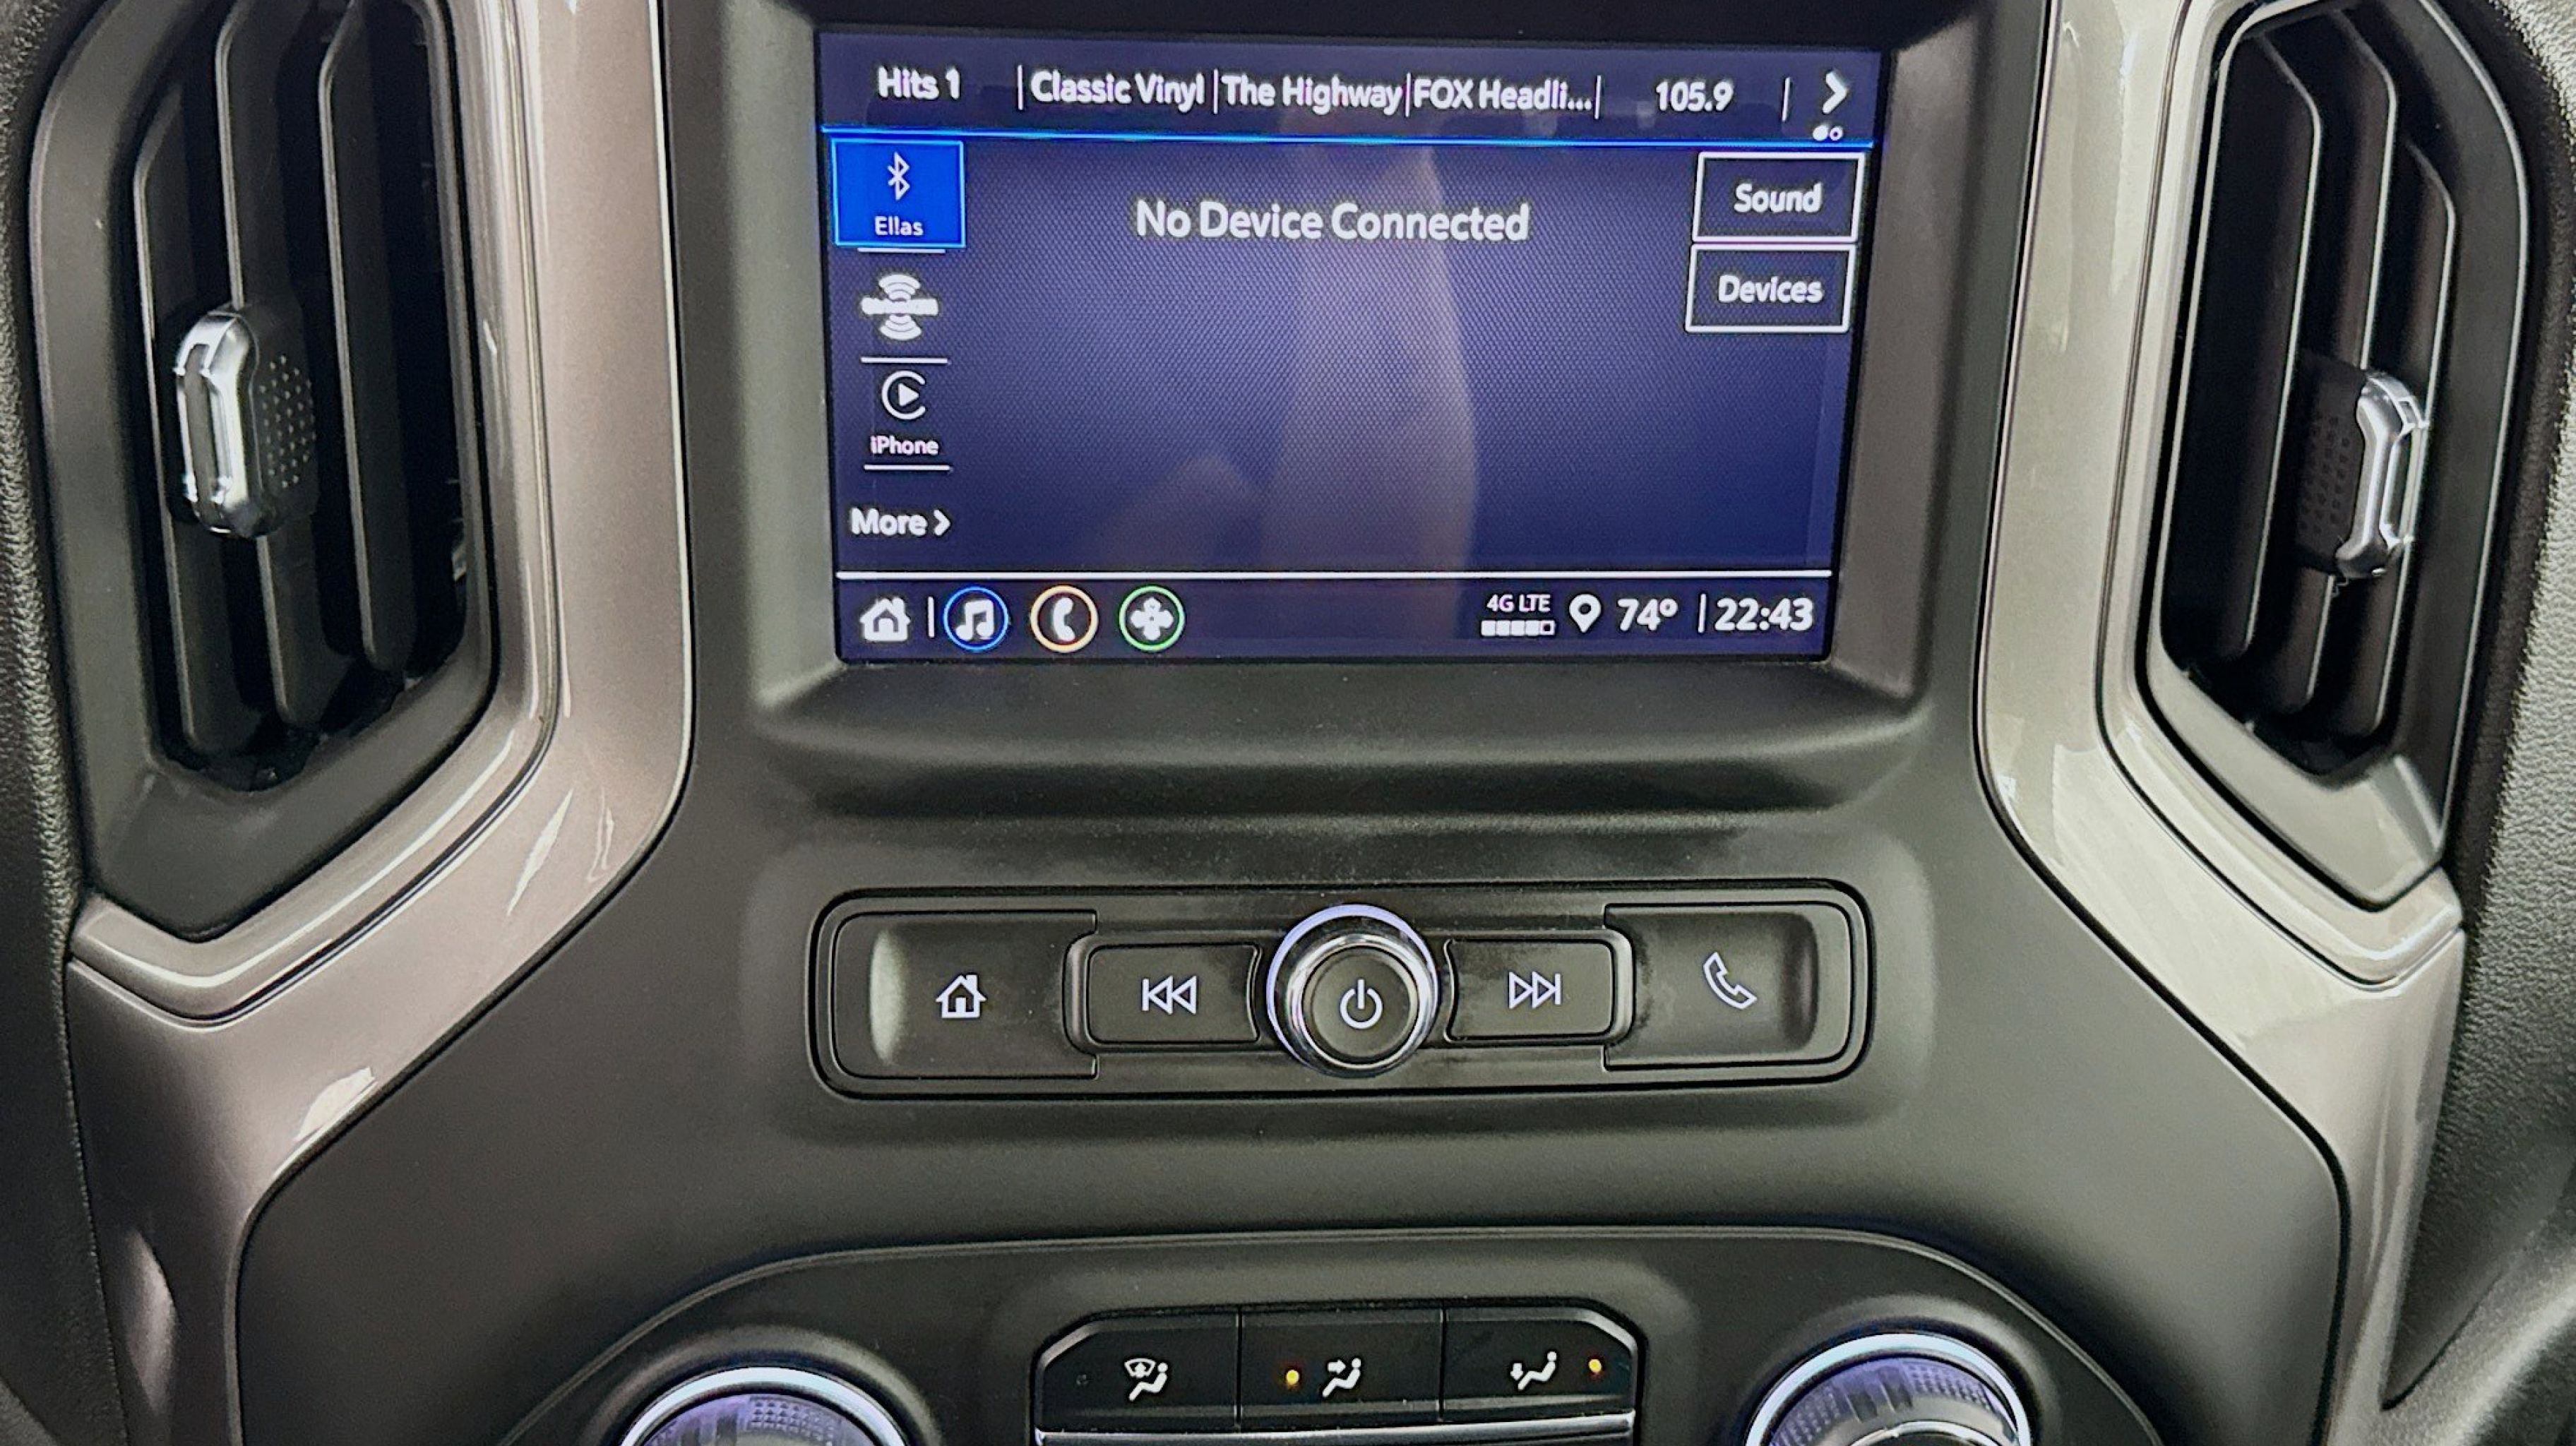 Hits 1 | Classic Vinyl | The Highway | FOX Headli... | 105.9
Ellas
No Device Connected
Sound
Devices
iPhone
More >
4G LTE 74° | 22:43